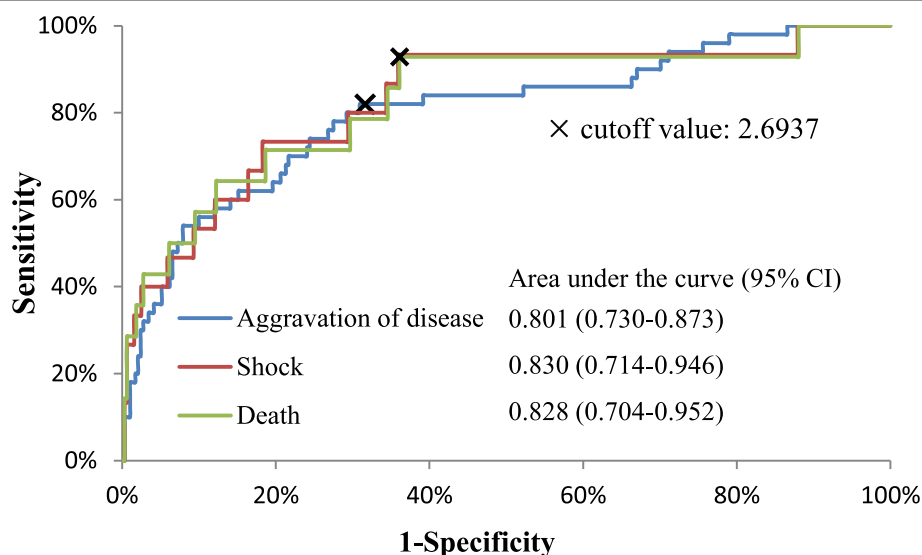 100%
80%
60%
40%
20%
0%
Sensitivity
× cutoff value: 2.6937
Area under the curve (95% CI)
Aggravation of disease 0.801 (0.730-0.873)
Shock 0.830 (0.714-0.946)
Death 0.828 (0.704-0.952)
0% 20% 40% 60% 80% 100%
1-Specificity